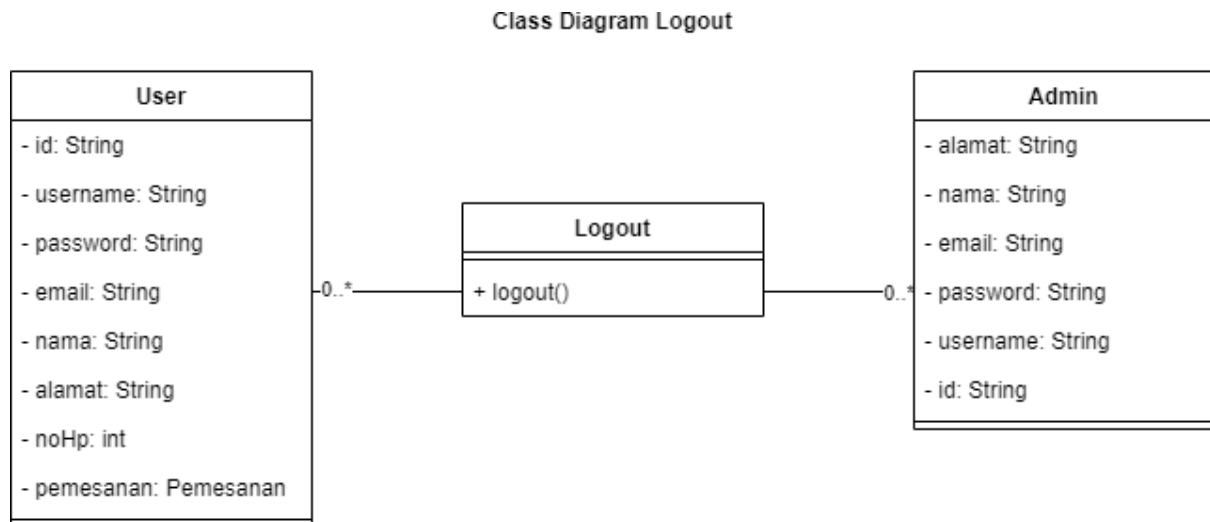 Class Diagram Logout
User
- id: String
- username: String
- password: String
- email: String
- nama: String
- alamat: String
- noHp: int
- pemesanan: Pemesanan
0..*
Logout
+ logout()
0..*
Admin
- alamat: String
- nama: String
- email: String
- password: String
- username: String
- id: String